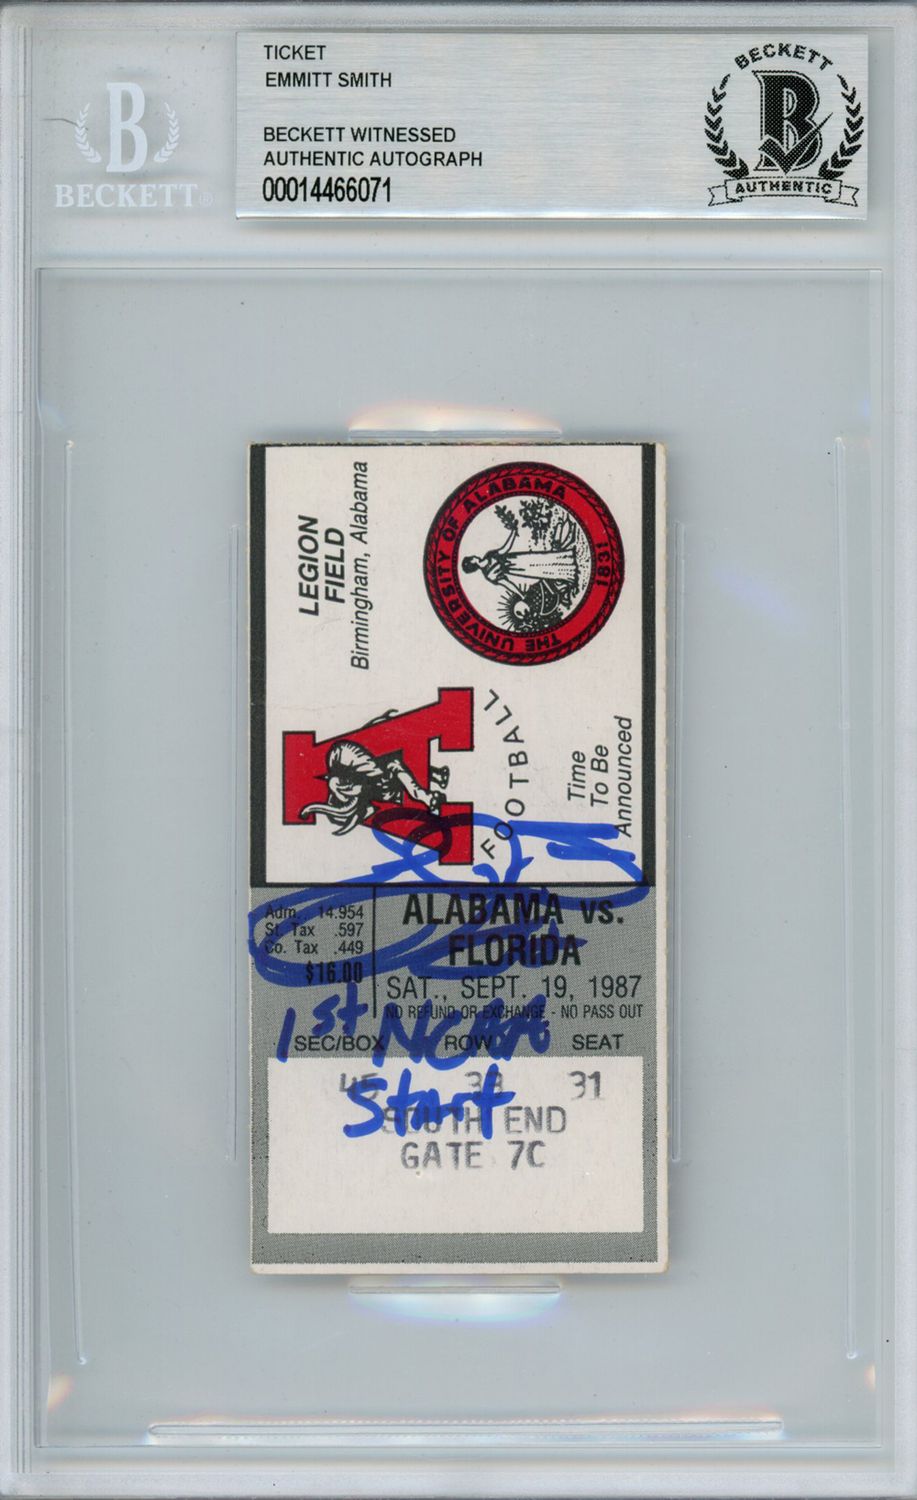 TICKET
EMMITT SMITH
BECKETT WITNESSED
AUTHENTIC AUTOGRAPH
00014466071
B
BECKETT®
BECKETT
B
AUTHENTIC
LEGION
FIELD
Birmingham, Alabama
THE UNIVERSITY OF ALABAMA
1831
A
FOOTBALL
Time
To Be
Announced
Adm. 14.954
St. Tax .597
Co. Tax .449
$16.00
ALABAMA vs.
FLORIDA
SAT., SEPT. 19, 1987
NO REFUND OR EXCHANGE - NO PASS OUT
1st NCAA
Start
SEC/BOX ROW SEAT
45 33 31
SOUTH END
GATE 7C